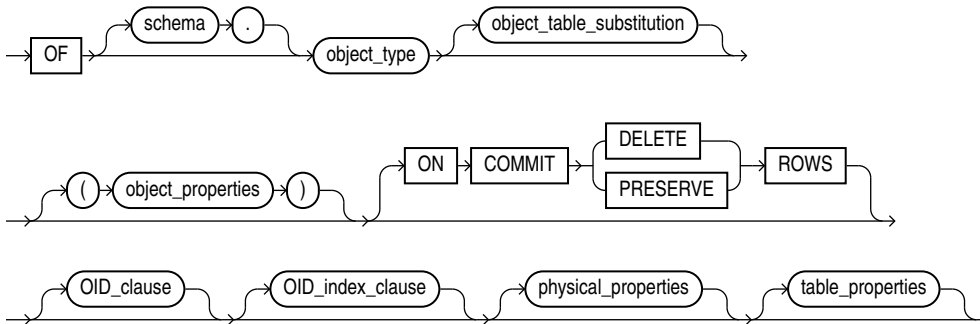 OF schema . object_type object_table_substitution
( object_properties ) ON COMMIT DELETE PRESERVE ROWS
OID_clause OID_index_clause physical_properties table_properties